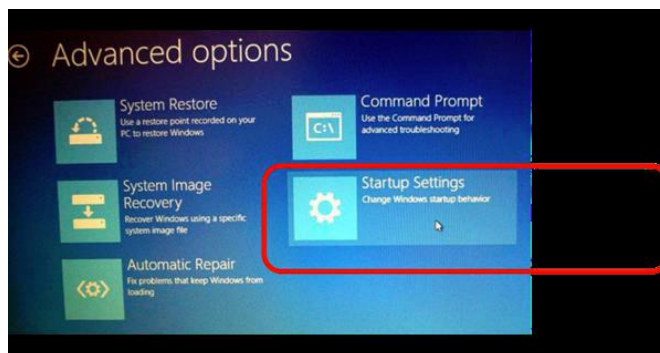 Advanced options
System Restore
Use a restore point recorded on your
PC to restore Windows
System Image
Recovery
Recover Windows using a specific
system image file
Automatic Repair
Fix problems that keep Windows from
loading
C:\
Command Prompt
Use the Command Prompt for
advanced troubleshooting
Startup Settings
Change Windows startup behavior